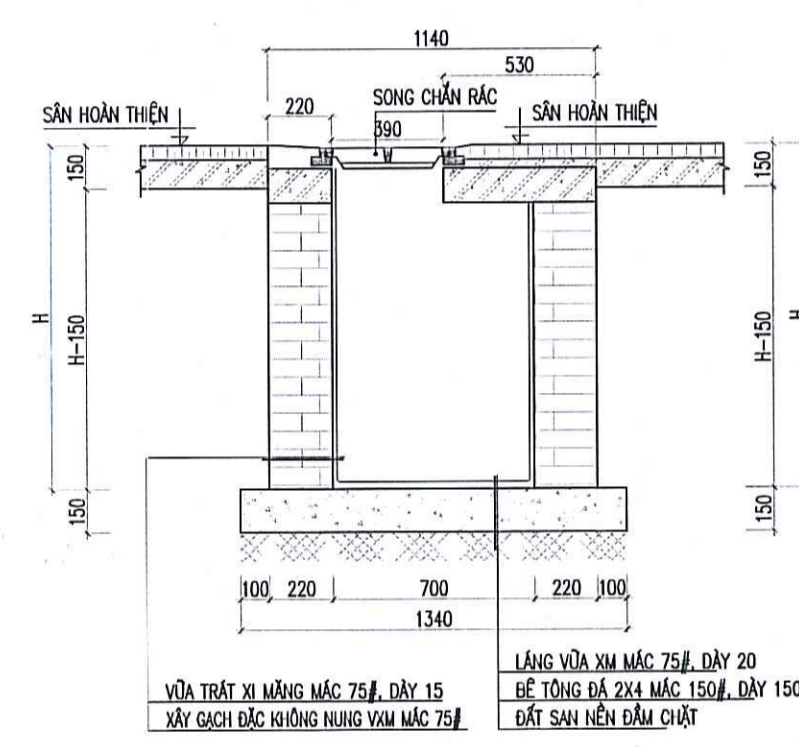 1140
530
SONG CHẮN RÁC
220
SÂN HOÀN THIỆN
SÂN HOÀN THIỆN
390
150
150
H
H-150
H-150
H
150
150
100 220 700 220 100
1340
LÁNG VỮA XM MÁC 75#, DÀY 20
VỮA TRÁT XI MĂNG MÁC 75#, DÀY 15
BÊ TÔNG ĐÁ 2X4 MÁC 150#, DÀY 150
XÂY GẠCH ĐẶC KHÔNG NUNG VXM MÁC 75#
ĐẤT SAN NỀN ĐẦM CHẶT